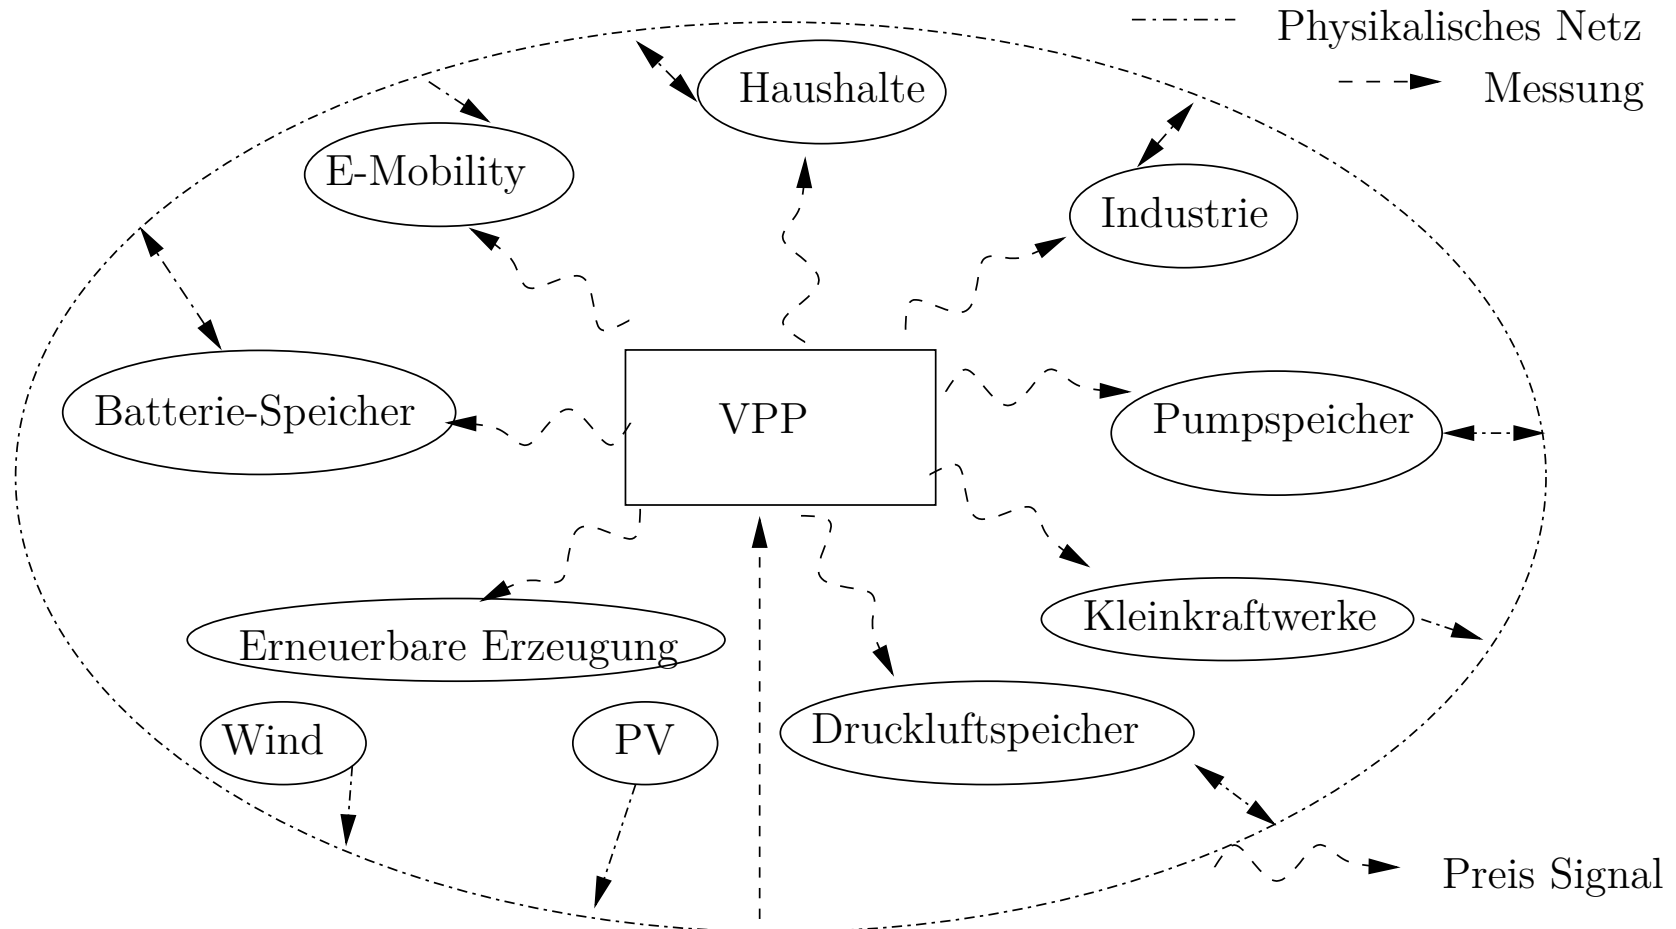 Physikalisches Netz
Messung
Haushalte
E-Mobility
Industrie
Batterie-Speicher
VPP
Pumpspeicher
Kleinkraftwerke
Erneuerbare Erzeugung
Wind
PV
Druckluftspeicher
Preis Signal